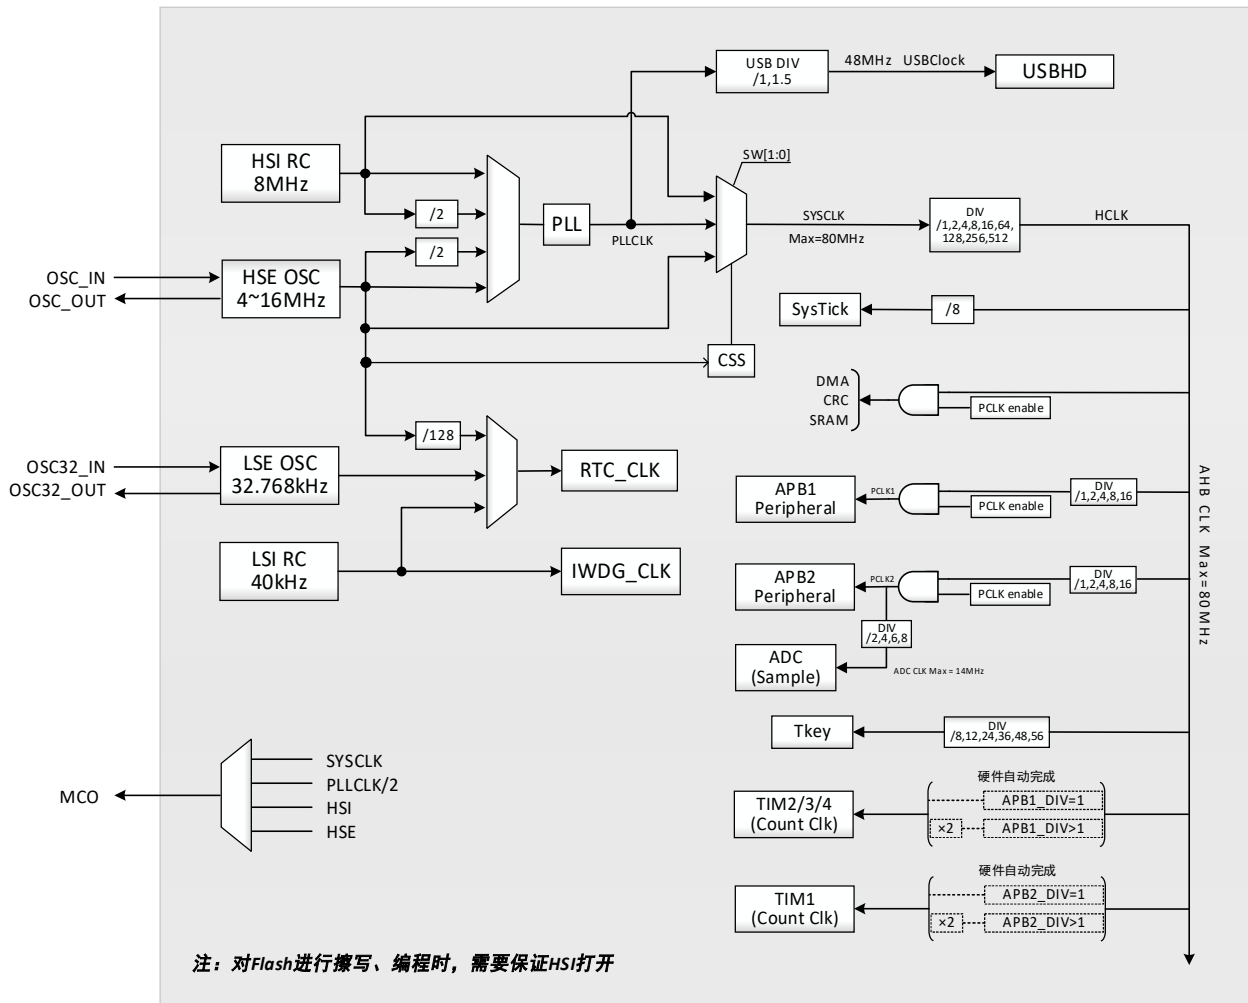 USB DIV
/1,1.5
48MHz USBClock
USBHD
HSI RC
8MHz
/2
/2
PLL
PLLCLK
SW[1:0]
SYSCLK
Max=80MHz
DIV
/1,2,4,8,16,64,
128,256,512
HCLK
OSC_IN
OSC_OUT
HSE OSC
4~16MHz
SysTick
/8
CSS
DMA
CRC
SRAM
PCLK enable
/128
OSC32_IN
OSC32_OUT
LSE OSC
32.768kHz
RTC_CLK
APB1
Peripheral
PCLK1
PCLK enable
DIV
/1,2,4,8,16
AHB CLK Max=80MHz
LSI RC
40kHz
IWDG_CLK
APB2
Peripheral
PCLK2
PCLK enable
DIV
/1,2,4,8,16
DIV
/2,4,6,8
ADC
(Sample)
ADC CLK Max = 14MHz
Tkey
DIV
/8,12,24,36,48,56
MCO
SYSCLK
PLLCLK/2
HSI
HSE
TIM2/3/4
(Count Clk)
硬件自动完成
APB1_DIV=1
×2
APB1_DIV>1
TIM1
(Count Clk)
硬件自动完成
APB2_DIV=1
×2
APB2_DIV>1
注：对Flash进行擦写、编程时，需要保证HSI打开